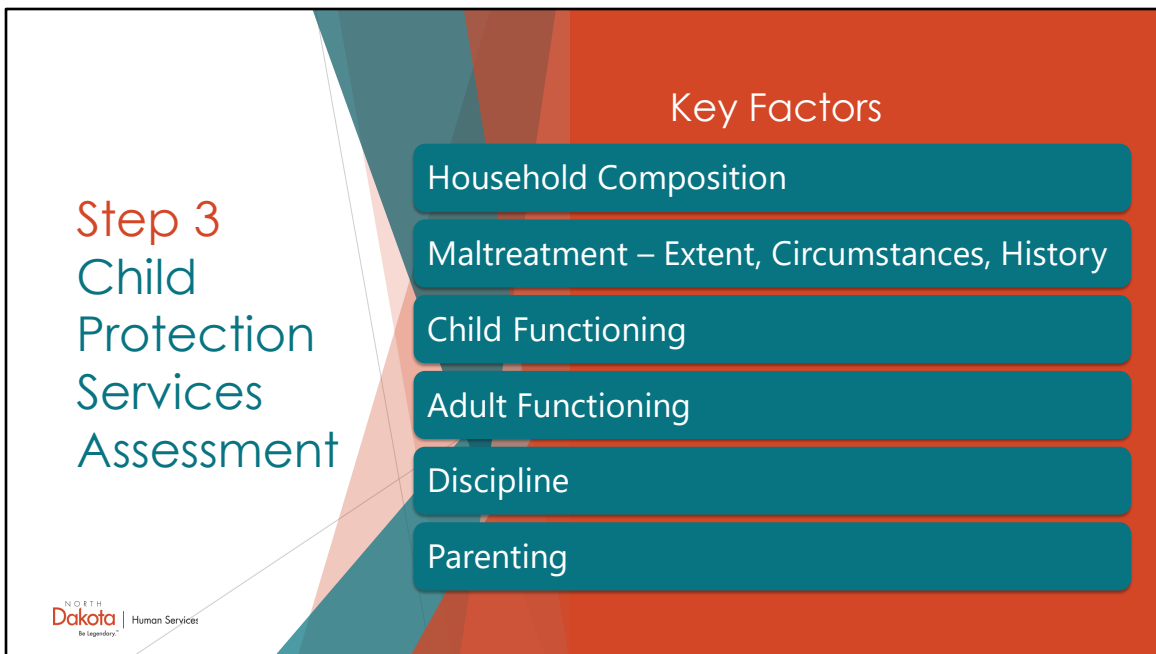 Step 3
Child
Protection
Services
Assessment
Key Factors
Household Composition
Maltreatment – Extent, Circumstances, History
Child Functioning
Adult Functioning
Discipline
Parenting
NORTH
Dakota | Human Services
Be Legendary.™